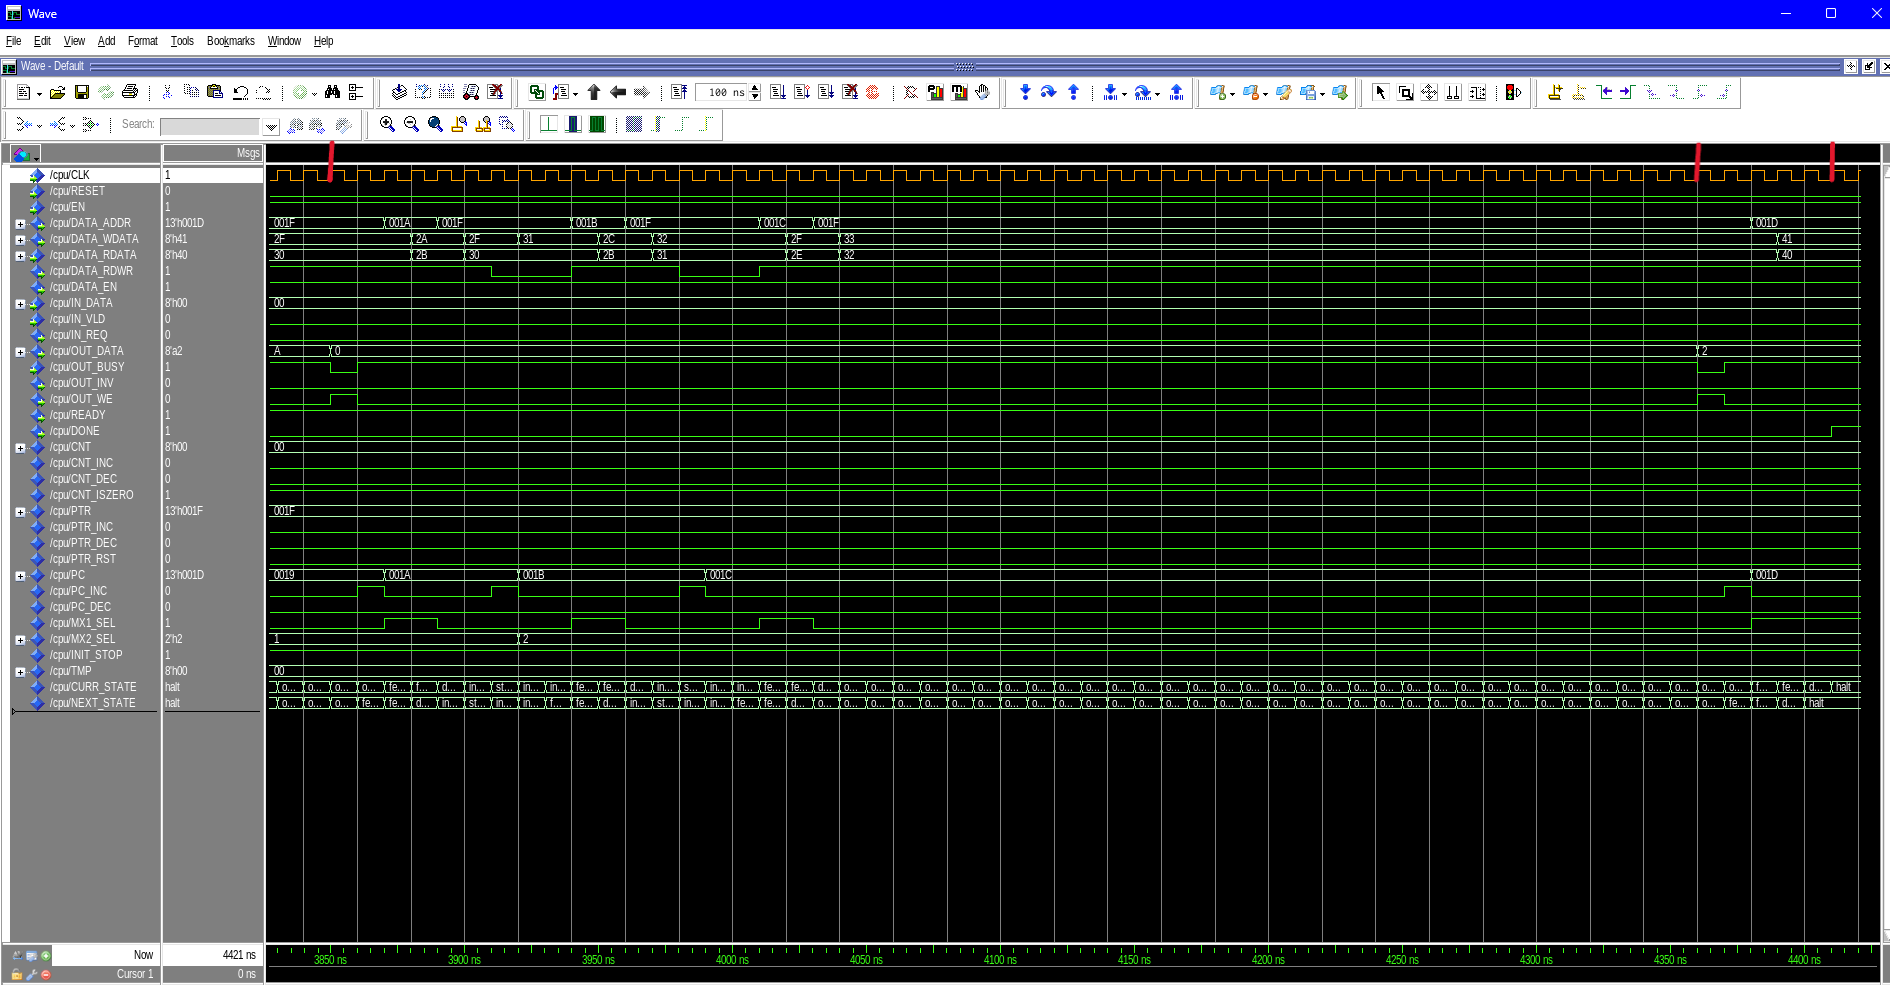 Wave
File Edit View Add Format Tools Bookmarks Window Help
Wave - Default
100 ns
Search:
Msgs
/cpu/CLK 1
/cpu/RESET 0
/cpu/EN 1
/cpu/DATA_ADDR 13'h001D 001F 001A 001F 001B 001F 001C 001F 001D
/cpu/DATA_WDATA 8'h41 2F 2A 2F 31 2C 32 2F 33 41
/cpu/DATA_RDATA 8'h40 30 2B 30 2B 31 2E 32 40
/cpu/DATA_RDWR 1
/cpu/DATA_EN 1
/cpu/IN_DATA 8'h00 00
/cpu/IN_VLD 0
/cpu/IN_REQ 0
/cpu/OUT_DATA 8'a2 A 0 2
/cpu/OUT_BUSY 1
/cpu/OUT_INV 0
/cpu/OUT_WE 0
/cpu/READY 1
/cpu/DONE 1
/cpu/CNT 8'h00 00
/cpu/CNT_INC 0
/cpu/CNT_DEC 0
/cpu/CNT_ISZERO 1
/cpu/PTR 13'h001F 001F
/cpu/PTR_INC 0
/cpu/PTR_DEC 0
/cpu/PTR_RST 0
/cpu/PC 13'h001D 0019 001A 001B 001C 001D
/cpu/PC_INC 0
/cpu/PC_DEC 0
/cpu/MX1_SEL 1
/cpu/MX2_SEL 2'h2 1 2
/cpu/INIT_STOP 1
/cpu/TMP 8'h00 00
/cpu/CURR_STATE halt o... o... o... o... fe... f... d... in... st... in... in... fe... fe... d... in... s... in... in... fe... fe... d... o... o... o... o... o... o... o... o... o... o... o... o... o... o... o... o... o... o... o... o... o... o... o... o... o... o... o... o... o... o... o... o... o... o... f... fe... d... halt
/cpu/NEXT_STATE halt o... o... o... fe... fe... d... in... st... in... in... f... fe... d... in... st... in... in... fe... fe... d... o... o... o... o... o... o... o... o... o... o... o... o... o... o... o... o... o... o... o... o... o... o... o... o... o... o... o... o... o... o... o... o... o... o... fe... f... d... halt
Now 4421 ns
Cursor 1 0 ns
3850 ns 3900 ns 3950 ns 4000 ns 4050 ns 4100 ns 4150 ns 4200 ns 4250 ns 4300 ns 4350 ns 4400 ns